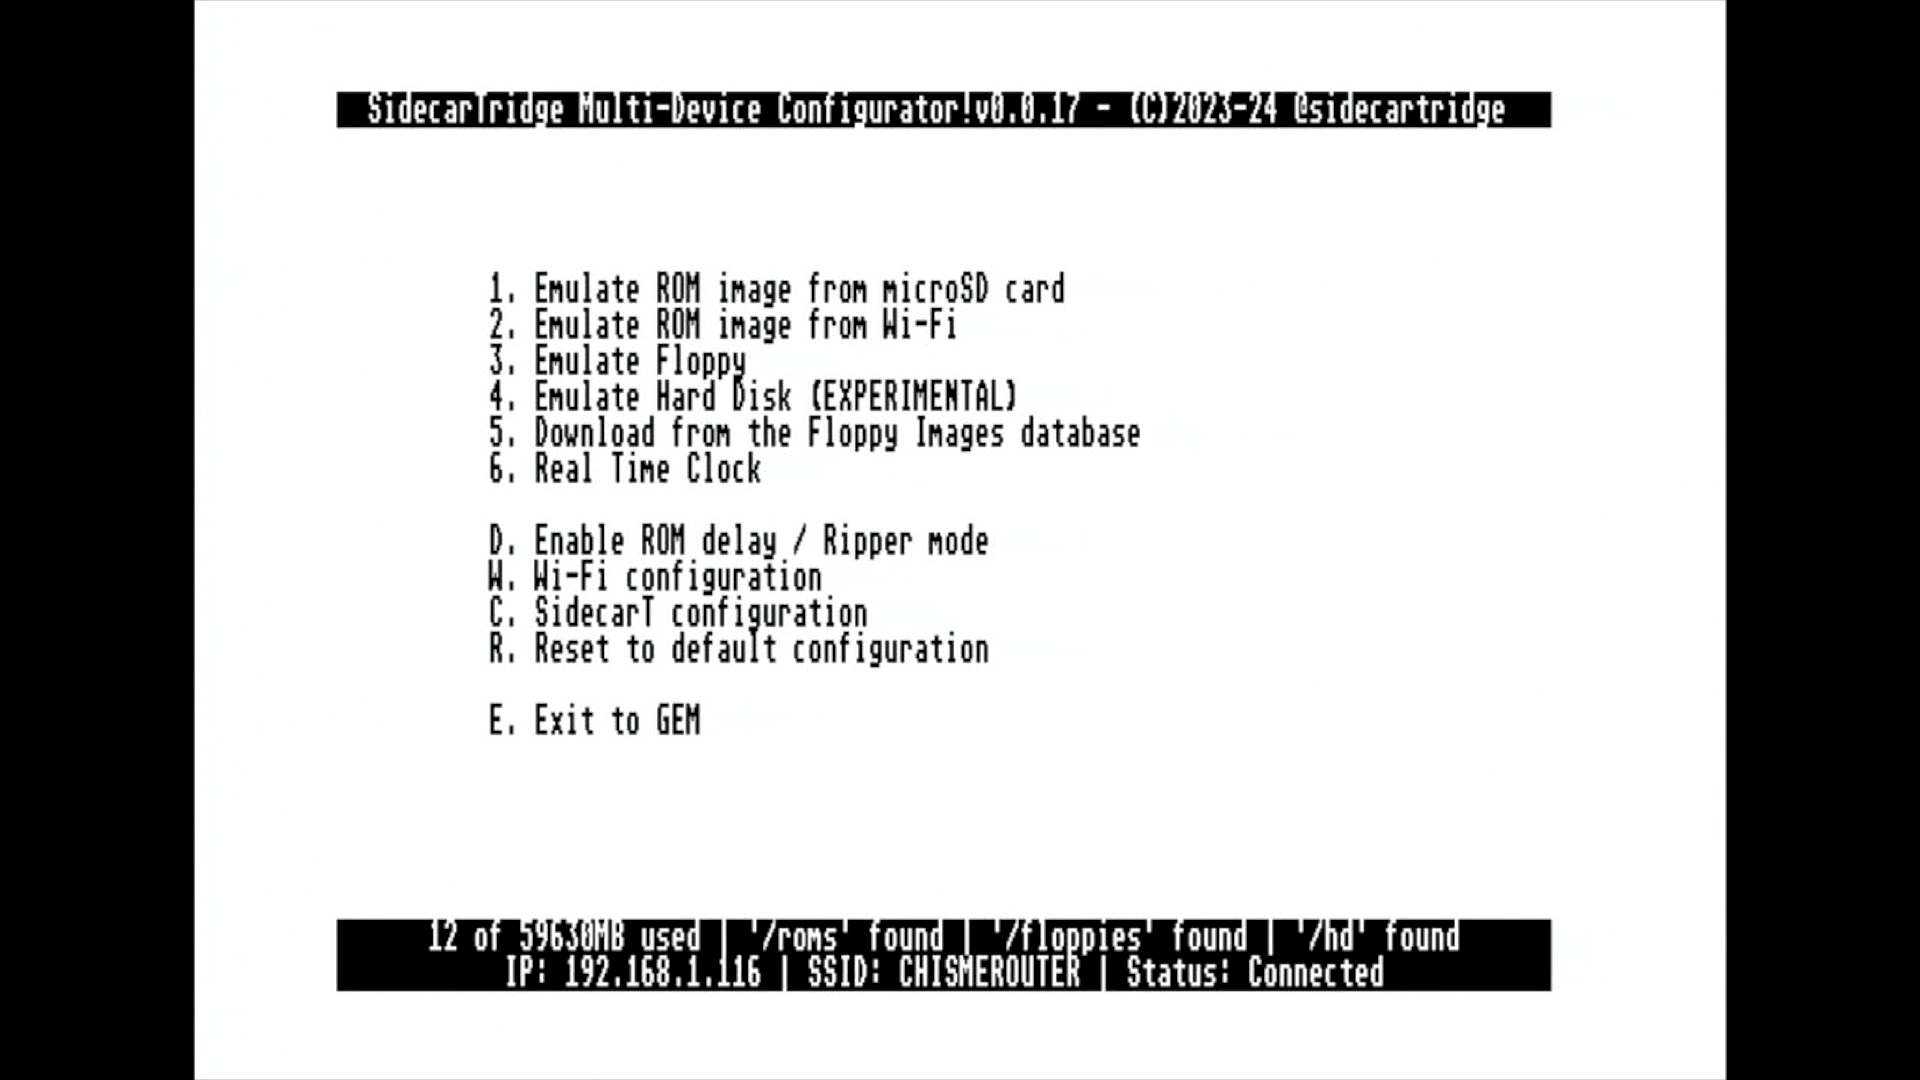 SidecarTridge Multi-Device Configurator!v0.0.17 - (C)2023-24 @sidecartridge
1. Emulate ROM image from microSD card
2. Emulate ROM image from Wi-Fi
3. Emulate Floppy
4. Emulate Hard Disk (EXPERIMENTAL)
5. Download from the Floppy Images database
6. Real Time Clock
D. Enable ROM delay / Ripper mode
W. Wi-Fi configuration
C. SidecarT configuration
R. Reset to default configuration
E. Exit to GEM
12 of 59630MB used | '/roms' found | '/floppies' found | '/hd' found
IP: 192.168.1.116 | SSID: CHISMEROUTER | Status: Connected